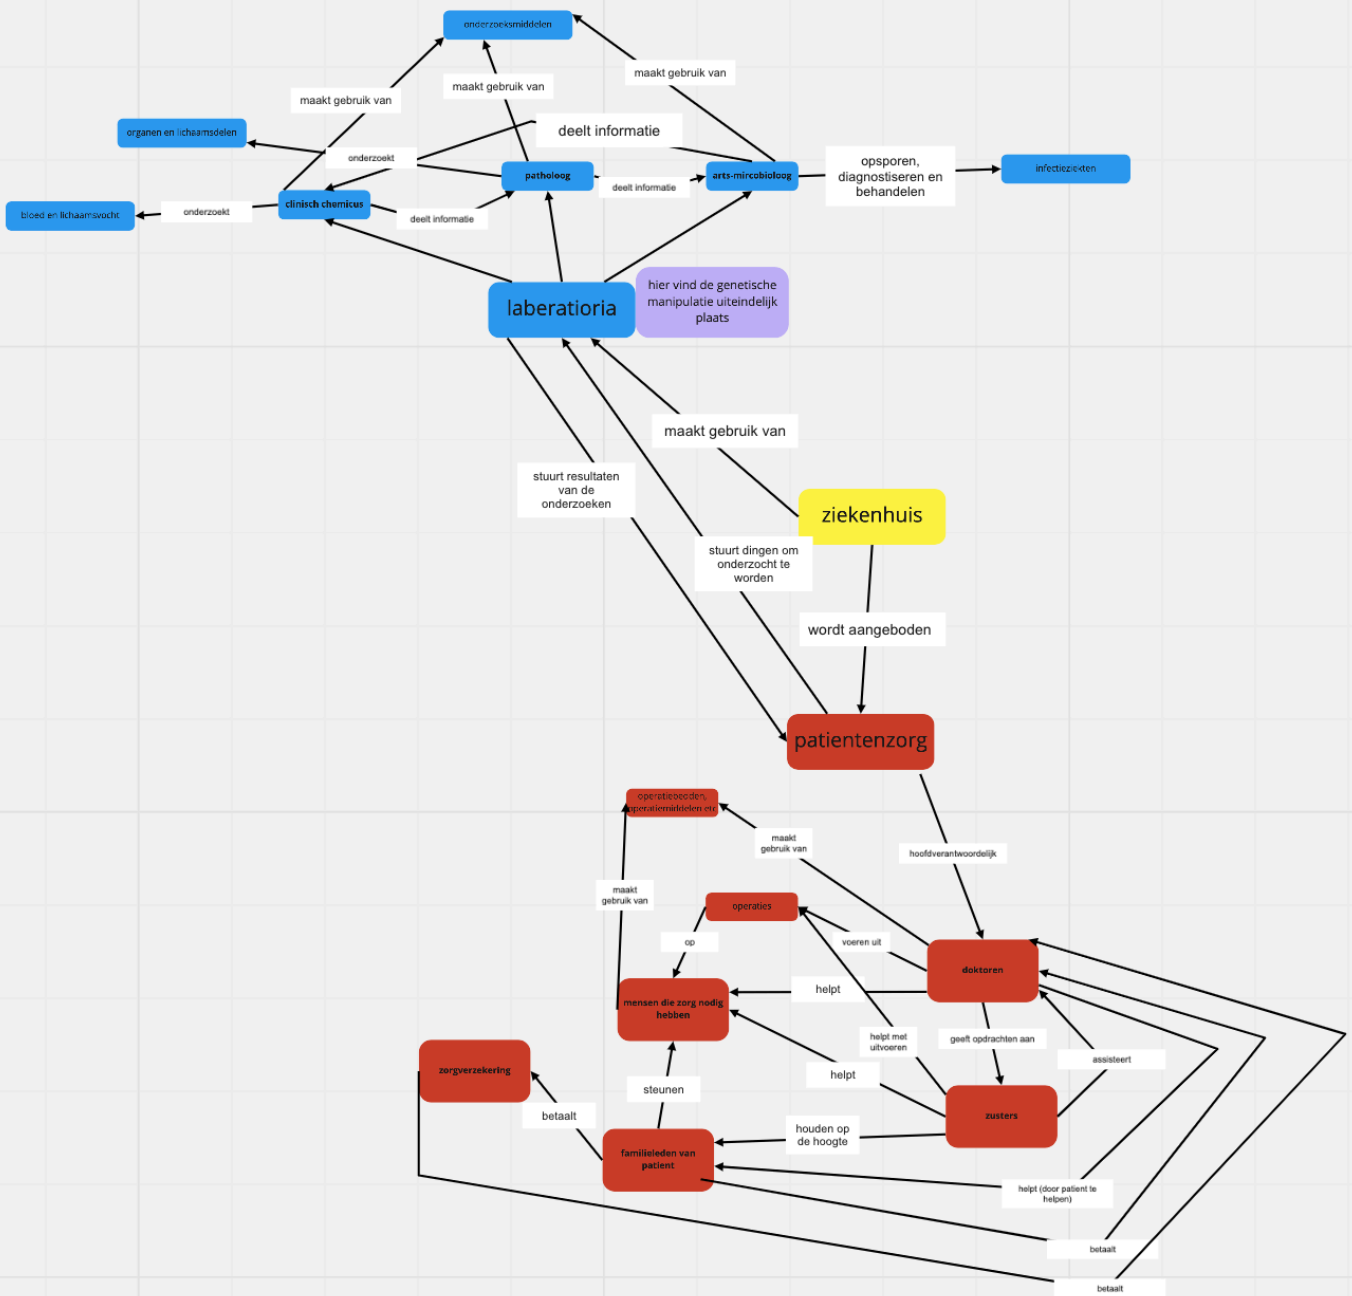 onderzoeksmiddelen
maakt gebruik van
maakt gebruik van
maakt gebruik van
organen en lichaamsdelen
deelt informatie
onderzoekt
patholoog
arts-mircobioloog
opsporen,
diagnostiseren en
behandelen
infectieziekten
deelt informatie
bloed en lichaamsvocht
onderzoekt
clinisch chemicus
deelt informatie
laberatioria
hier vind de genetische
manipulatie uiteindelijk
plaats
maakt gebruik van
stuurt resultaten
van de
onderzoeken
ziekenhuis
stuurt dingen om
onderzocht te
worden
wordt aangeboden
patientenzorg
operatiebedden,
operatiemiddelen etc
maakt
gebruik van
hoofdverantwoordelijk
maakt
gebruik van
operaties
op
voeren uit
doktoren
helpt
mensen die zorg nodig
hebben
helpt met
uitvoeren
geeft opdrachten aan
assisteert
zorgverzekering
helpt
steunen
betaalt
zusters
houden op
de hoogte
familieleden van
patient
helpt (door patient te
helpen)
betaalt
betaalt